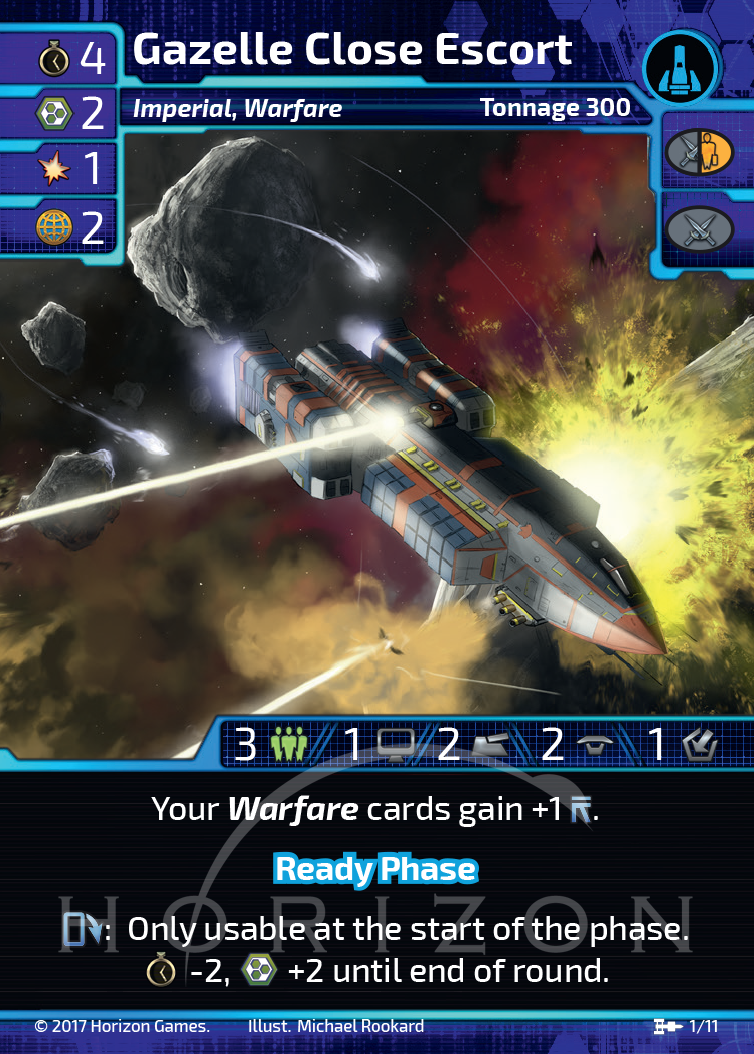 Gazelle Close Escort
4
Imperial, Warfare
Tonnage 300
2
1
2
3 1 2 2 1
Your Warfare cards gain +1 .
Ready Phase
: Only usable at the start of the phase.
-2, +2 until end of round.
HORIZON
© 2017 Horizon Games. Illust. Michael Rookard 1/11